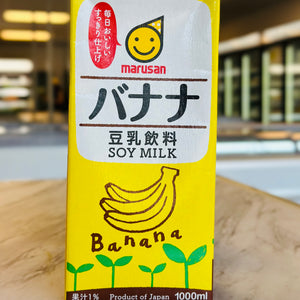 毎日おいしい
すっきり仕上げ
marusan
バナナ
豆乳飲料
SOY MILK
Banana
果汁1% Product of Japan 1000ml